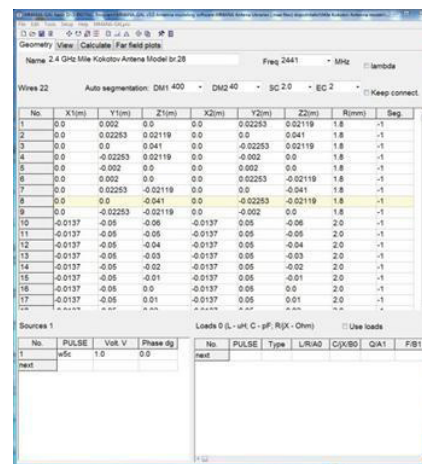 File Edit Tools Setup Help
Geometry View Calculate Far field plots
Name 2.4 GHz Mile Kokotov Antena Model br.28 Freq 2441 MHz lambda
Wires 22 Auto segmentation: DM1 400 DM2 40 SC 2.0 EC 2 Keep connect.
No. X1(m) Y1(m) Z1(m) X2(m) Y2(m) Z2(m) R(mm) Seg.
1 0.0 0.002 0.0 0.0 0.02253 0.02119 1.8 -1
2 0.0 0.02253 0.02119 0.0 0.0 0.041 1.8 -1
3 0.0 0.0 0.041 0.0 -0.02253 0.02119 1.8 -1
4 0.0 -0.02253 0.02119 0.0 -0.002 0.0 1.8 -1
5 0.0 -0.002 0.0 0.0 0.002 0.0 1.8 -1
6 0.0 0.002 0.0 0.0 0.02253 -0.02119 1.8 -1
7 0.0 0.02253 -0.02119 0.0 0.0 -0.041 1.8 -1
8 0.0 0.0 -0.041 0.0 -0.02253 -0.02119 1.8 -1
9 0.0 -0.02253 -0.02119 0.0 -0.002 0.0 1.8 -1
10 -0.0137 -0.05 -0.06 -0.0137 0.05 -0.06 2.0 -1
11 -0.0137 -0.05 -0.05 -0.0137 0.05 -0.05 2.0 -1
12 -0.0137 -0.05 -0.04 -0.0137 0.05 -0.04 2.0 -1
13 -0.0137 -0.05 -0.03 -0.0137 0.05 -0.03 2.0 -1
14 -0.0137 -0.05 -0.02 -0.0137 0.05 -0.02 2.0 -1
15 -0.0137 -0.05 -0.01 -0.0137 0.05 -0.01 2.0 -1
16 -0.0137 -0.05 0.0 -0.0137 0.05 0.0 2.0 -1
17 -0.0137 -0.05 0.01 -0.0137 0.05 0.01 2.0 -1
Sources 1 Loads 0 (L - uH; C - pF; R/jX - Ohm) Use loads
No. PULSE Volt. V Phase dg No. PULSE Type L/R/A0 C/jX/B0 Q/A1 F/B1
1 w5c 1.0 0.0 next
next